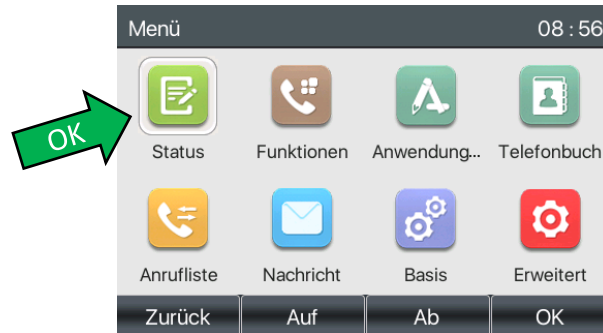 Menü 08:56
OK
Status Funktionen Anwendung... Telefonbuch
Anrufliste Nachricht Basis Erweitert
Zurück Auf Ab OK